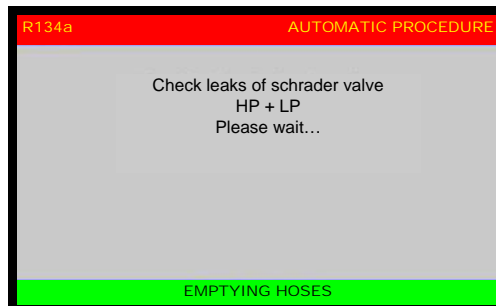 R134a AUTOMATIC PROCEDURE
Check leaks of schrader valve
HP + LP
Please wait…
EMPTYING HOSES